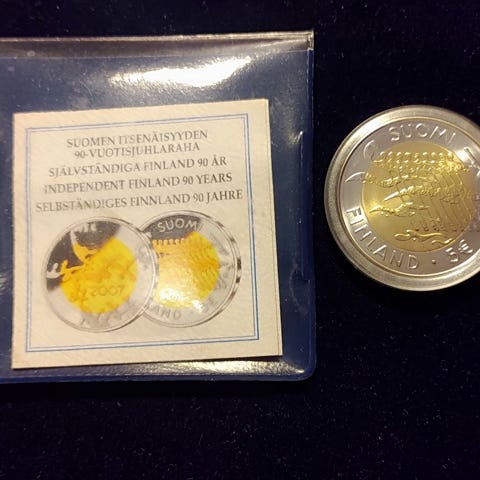 SUOMEN ITSENÄISYYDEN
90-VUOTISJUHLARAHA
SJÄLVSTÄNDIGA FINLAND 90 ÅR
INDEPENDENT FINLAND 90 YEARS
SELBSTÄNDIGES FINNLAND 90 JAHRE
2007
SUOMI
SUOMI
FINLAND • 5€